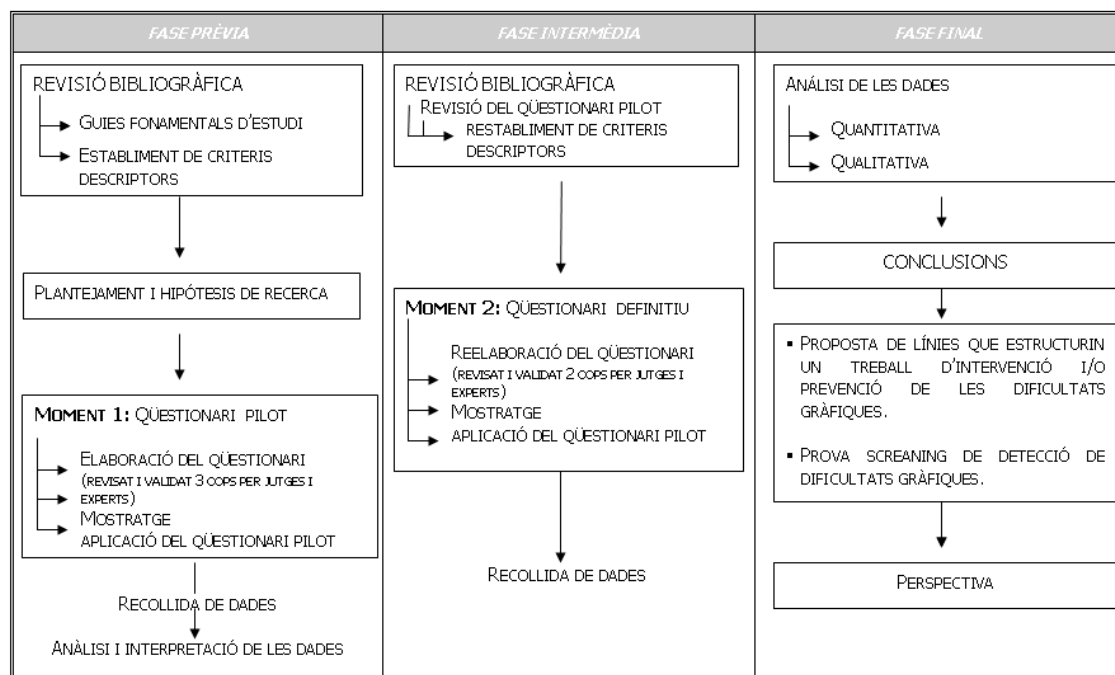 FASE PRÈVIA
REVISIÓ BIBLIOGRÀFICA
GUIES FONAMENTALS D'ESTUDI
ESTABLIMENT DE CRITERIS
DESCRIPTORS
PLANTEJAMENT I HIPÓTESIS DE RECERCA
MOMENT 1: QÜESTIONARI PILOT
ELABORACIÓ DEL QÜESTIONARI
(REVISAT I VALIDAT 3 COPS PER JUTGES I
EXPERTS)
MOSTRATGE
APLICACIÓ DEL QÜESTIONARI PILOT
RECOLLIDA DE DADES
ANÀLISI I INTERPRETACIÓ DE LES DADES
FASE INTERMÈDIA
REVISIÓ BIBLIOGRÀFICA
REVISIÓ DEL QÜESTIONARI PILOT
RESTABLIMENT DE CRITERIS
DESCRIPTORS
MOMENT 2: QÜESTIONARI DEFINITIU
REELABORACIÓ DEL QÜESTIONARI
(REVISAT I VALIDAT 2 COPS PER JUTGES I
EXPERTS)
MOSTRATGE
APLICACIÓ DEL QÜESTIONARI PILOT
RECOLLIDA DE DADES
FASE FINAL
ANÁLISI DE LES DADES
QUANTITATIVA
QUALITATIVA
CONCLUSIONS
▪ PROPOSTA DE LÍNIES QUE ESTRUCTURIN
UN TREBALL D'INTERVENCIÓ I/O
PREVENCIÓ DE LES DIFICULTATS
GRÀFIQUES.
▪ PROVA SCREANING DE DETECCIÓ DE
DIFICULTATS GRÀFIQUES.
PERSPECTIVA